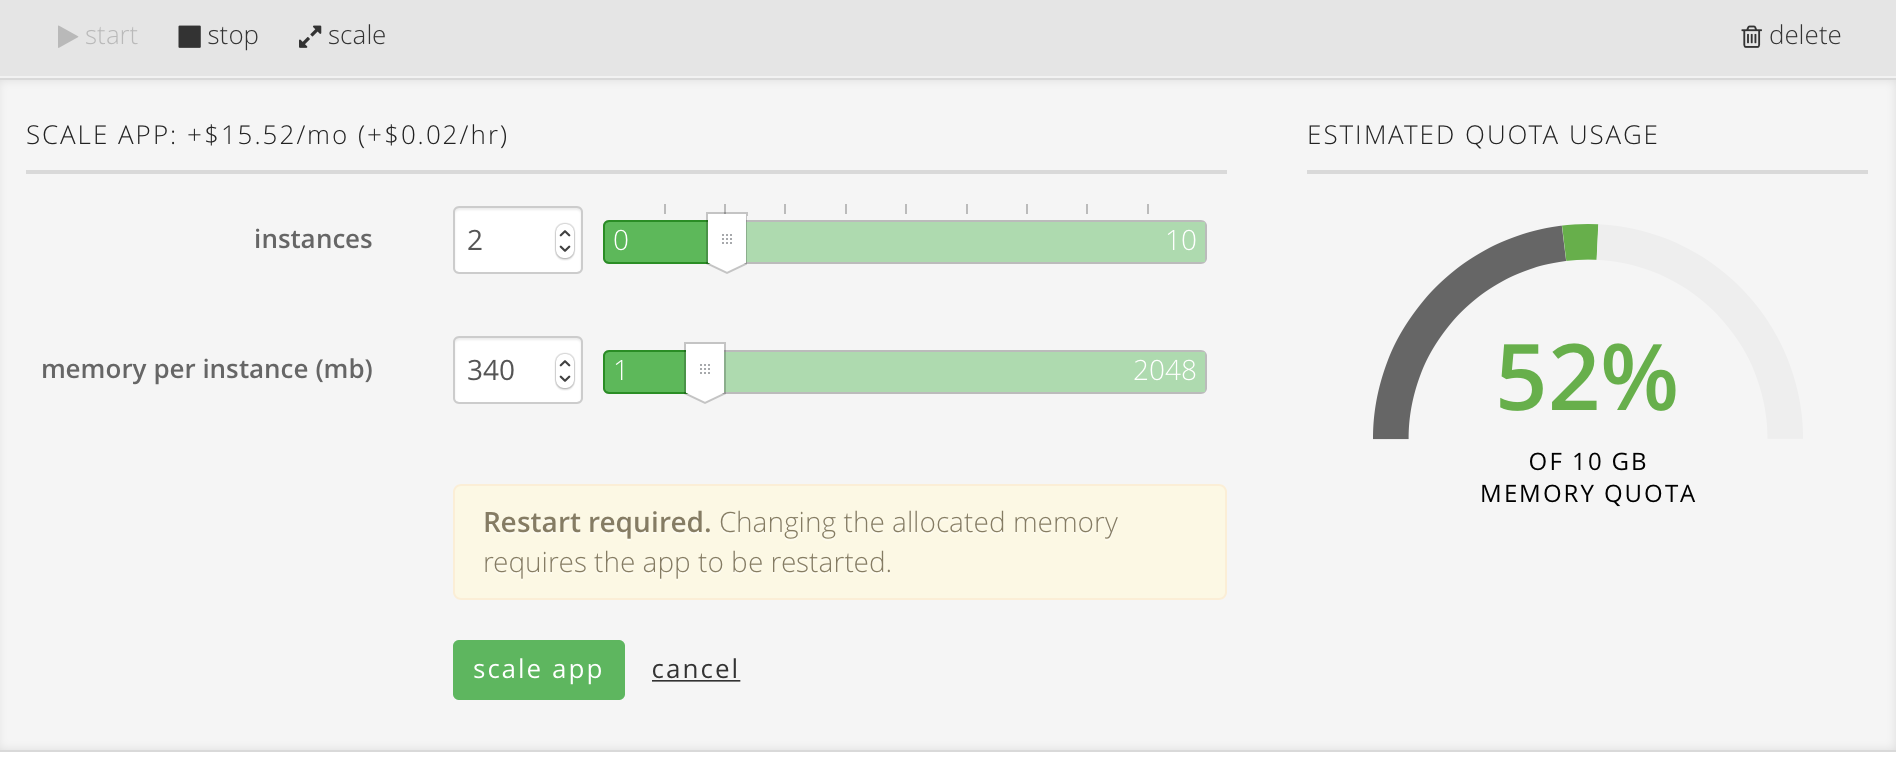 start stop scale delete
SCALE APP: +$15.52/mo (+$0.02/hr)
ESTIMATED QUOTA USAGE
instances 2 0 10
memory per instance (mb) 340 1 2048
52%
OF 10 GB
MEMORY QUOTA
Restart required. Changing the allocated memory
requires the app to be restarted.
scale app cancel